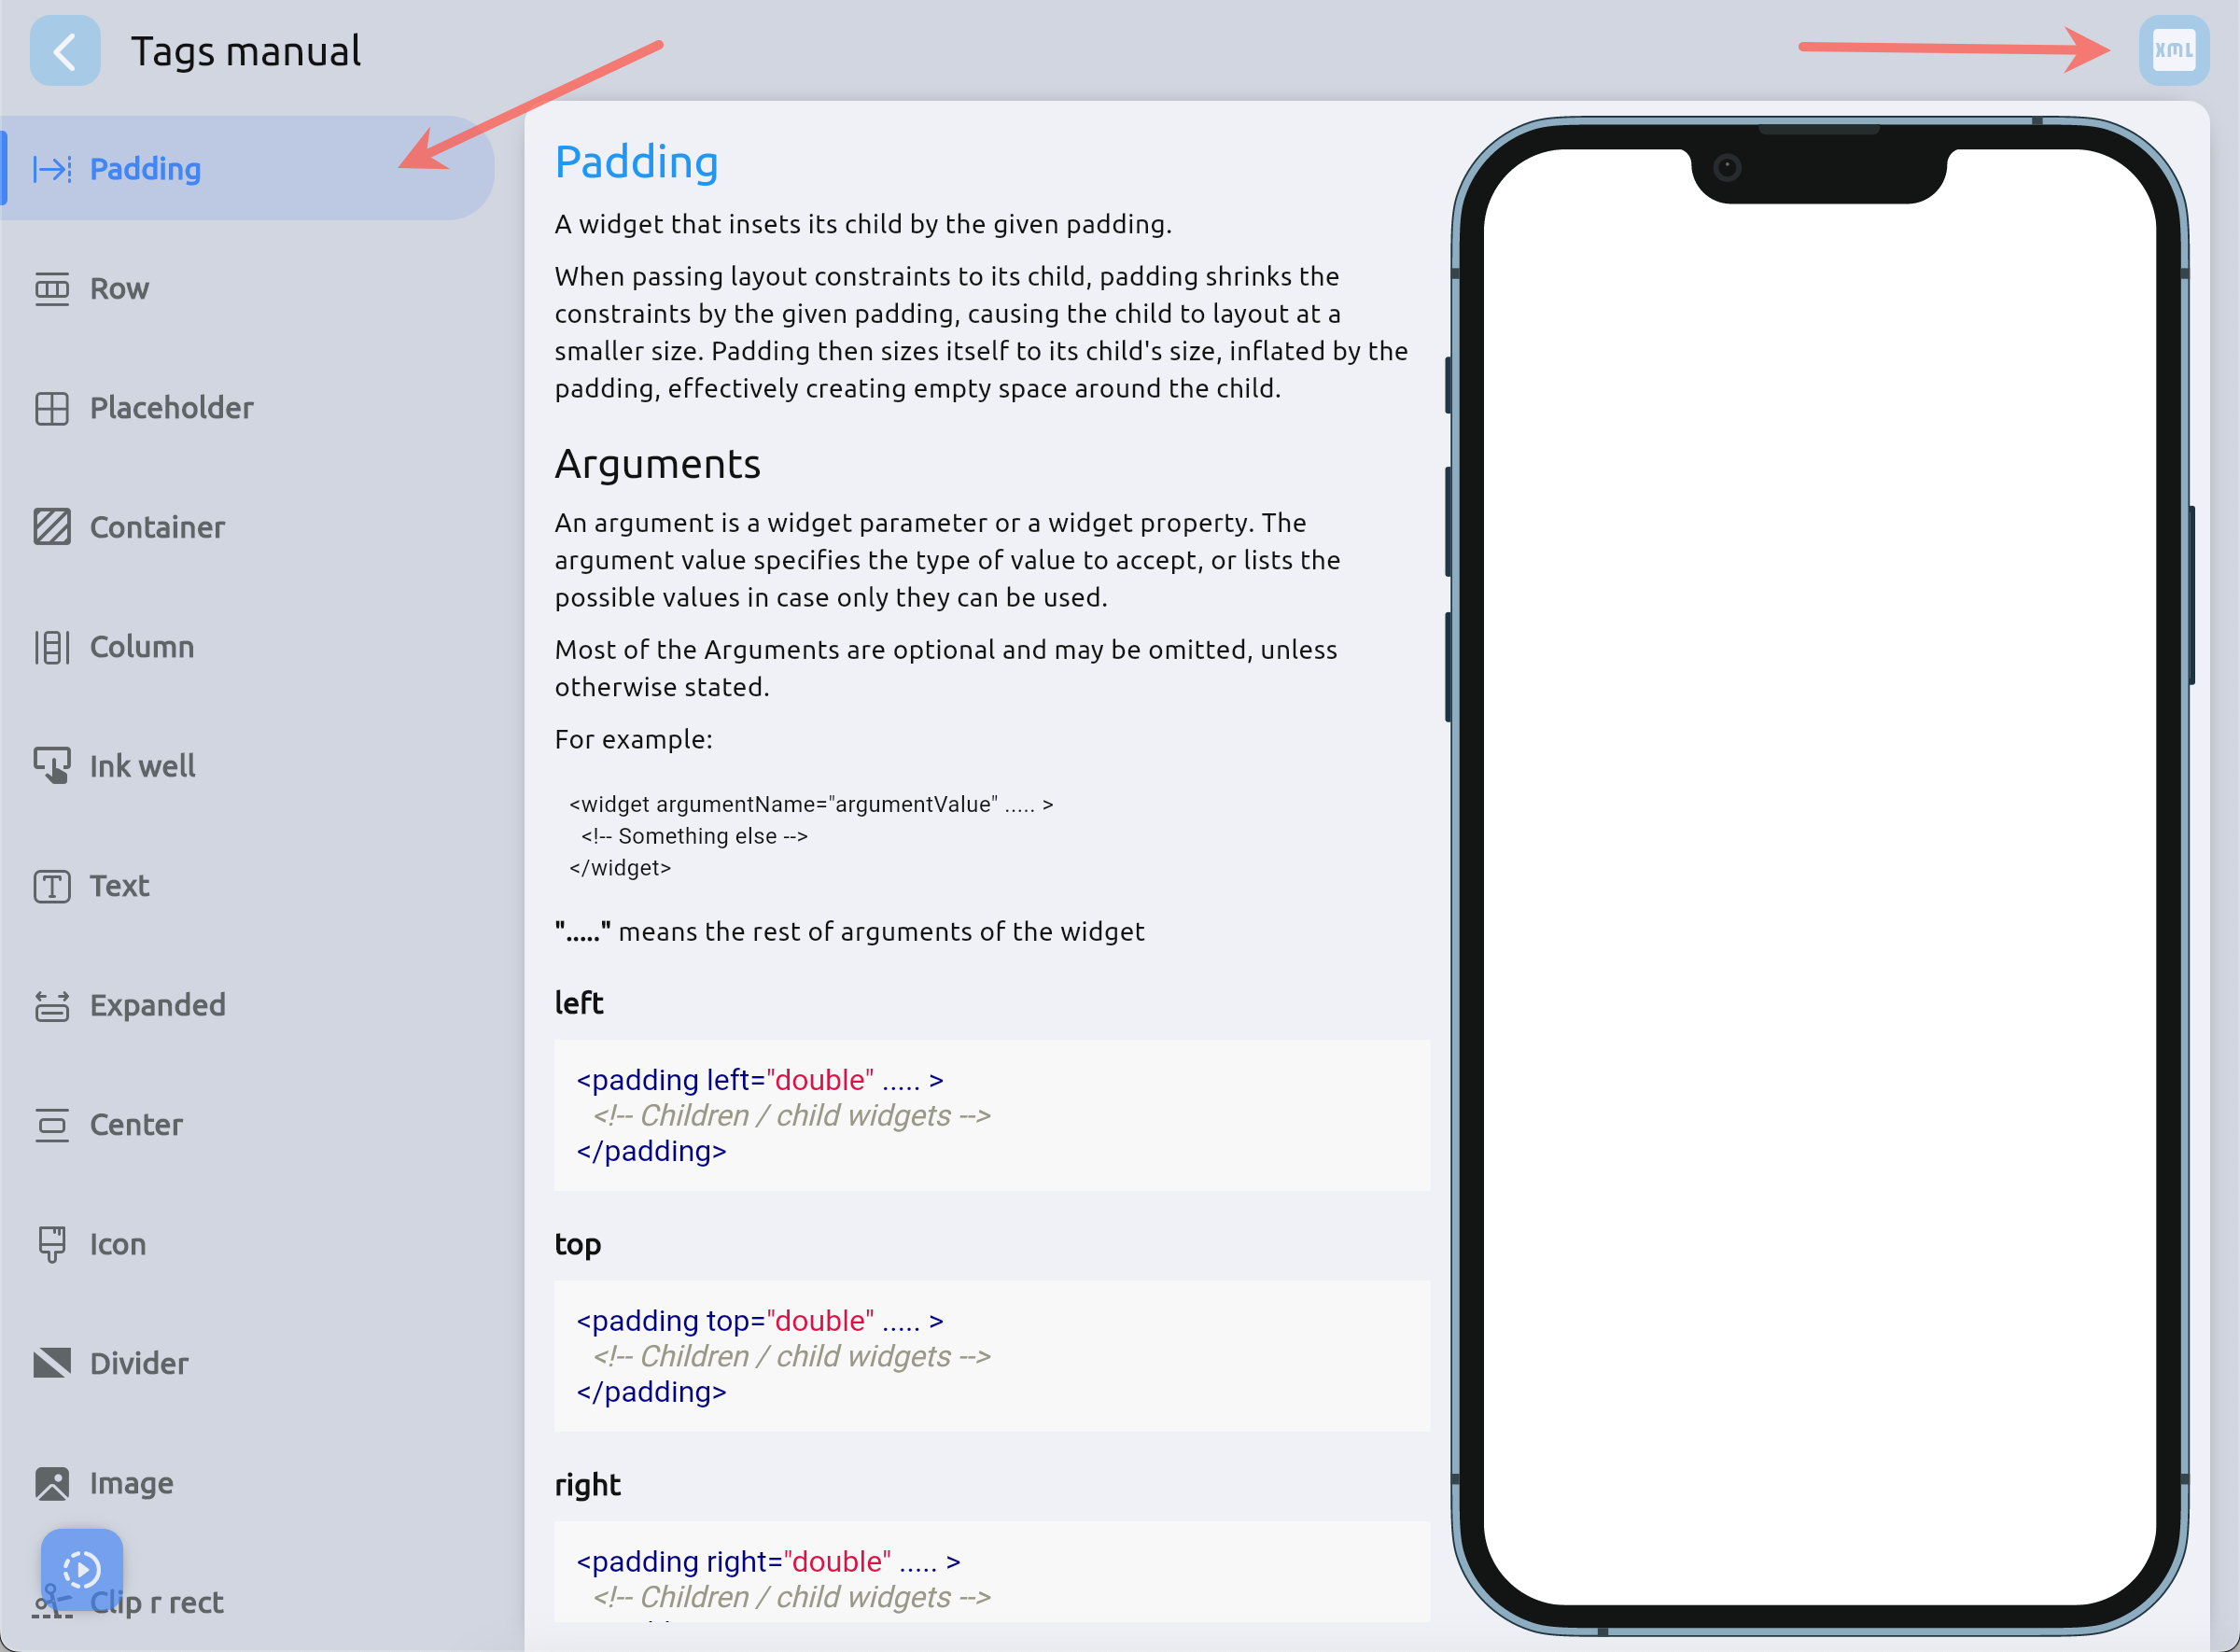 Tags manual
XML
Padding
Row
Placeholder
Container
Column
Ink well
Text
Expanded
Center
Icon
Divider
Image
Clip r rect
Padding
A widget that insets its child by the given padding.
When passing layout constraints to its child, padding shrinks the
constraints by the given padding, causing the child to layout at a
smaller size. Padding then sizes itself to its child's size, inflated by the
padding, effectively creating empty space around the child.
Arguments
An argument is a widget parameter or a widget property. The
argument value specifies the type of value to accept, or lists the
possible values in case only they can be used.
Most of the Arguments are optional and may be omitted, unless
otherwise stated.
For example:
<widget argumentName="argumentValue" ..... >
<!-- Something else -->
</widget>
"....." means the rest of arguments of the widget
left
<padding left="double" ..... >
<!-- Children / child widgets -->
</padding>
top
<padding top="double" ..... >
<!-- Children / child widgets -->
</padding>
right
<padding right="double" ..... >
<!-- Children / child widgets -->